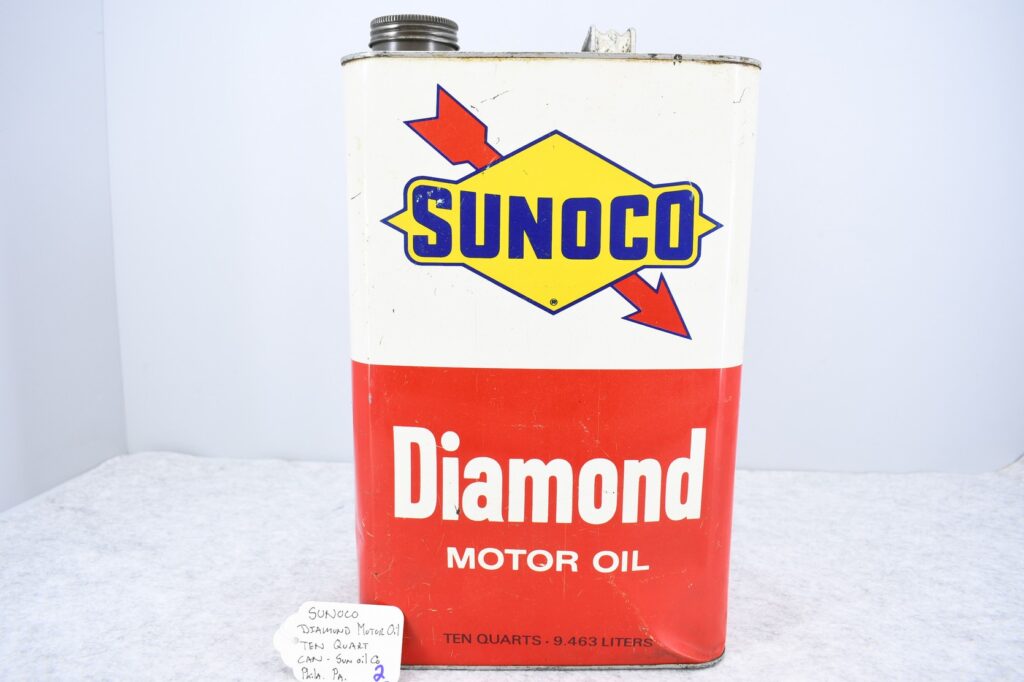 SUNOCO
®
Diamond
MOTOR OIL
TEN QUARTS - 9.463 LITERS
SUNOCO
DIAMOND MOTOR Oil
TEN QUART
CAN - Sun oil Co
Phila. PA. 2